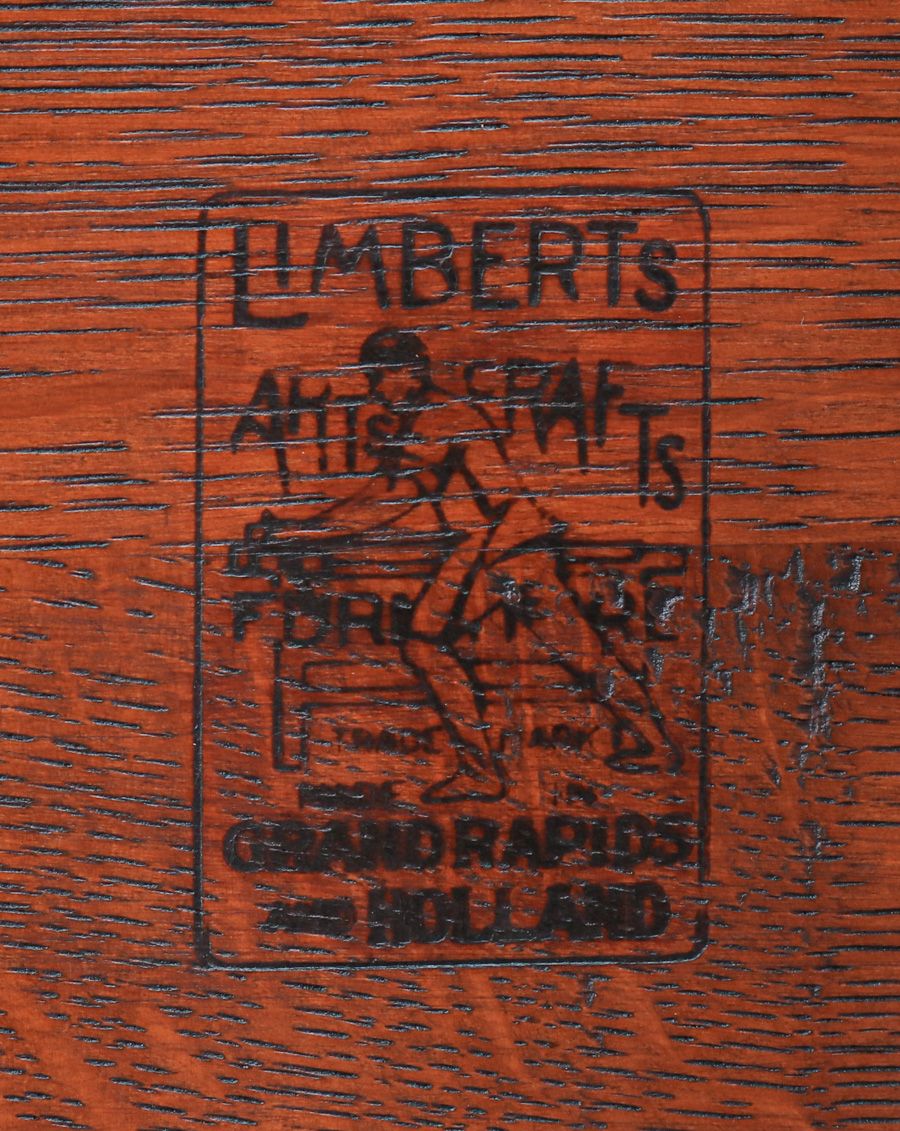 LIMBERTS
ARTS CRAFTS
FURNITURE
TRADE MARK
MADE IN
GRAND RAPIDS
AND HOLLAND